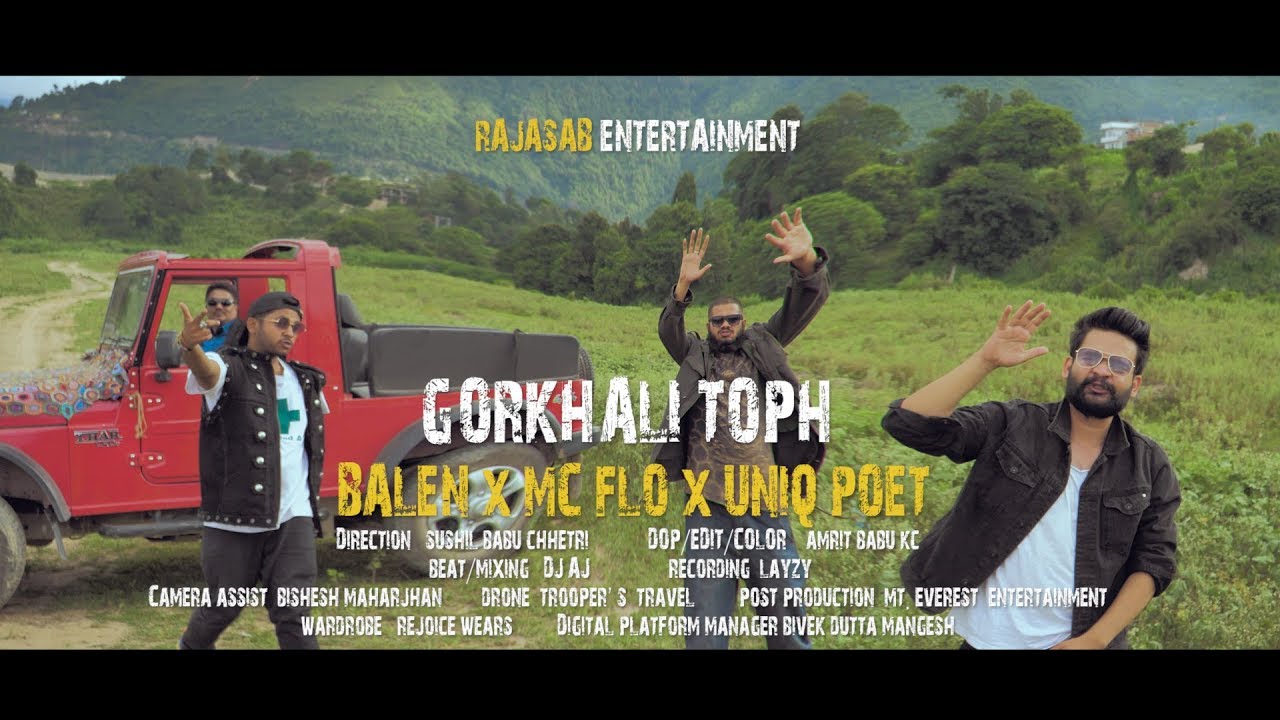 RAJASAB ENTERTAINMENT
THAR
GORKHALI TOPH
BALEN x MC FLO x UNIQ POET
DIRECTION SUSHIL BABU CHHETRI DOP/EDIT/COLOR AMRIT BABU KC
BEAT/MIXING DJ AJ RECORDING LAYZY
CAMERA ASSIST BISHESH MAHARJHAN DRONE TROOPER'S TRAVEL POST PRODUCTION MT. EVEREST ENTERTAINMENT
WARDROBE REJOICE WEARS DIGITAL PLATFORM MANAGER BIVEK DUTTA MANGESH